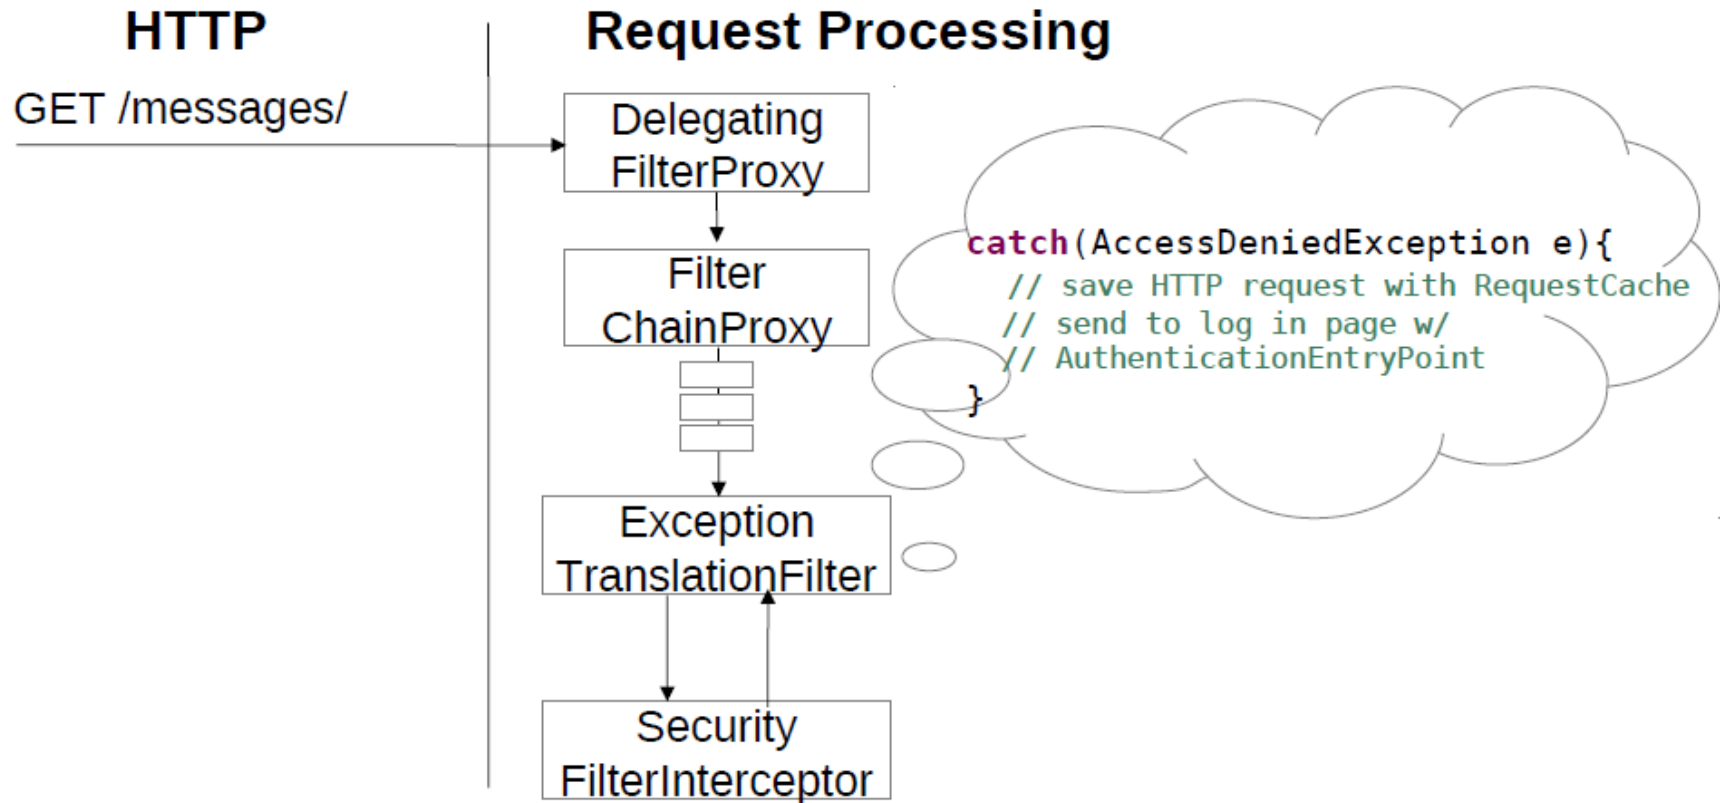 HTTP
Request Processing
GET /messages/
Delegating
FilterProxy
Filter
ChainProxy
catch(AccessDeniedException e){
// save HTTP request with RequestCache
// send to log in page w/
// AuthenticationEntryPoint
}
Exception
TranslationFilter
Security
FilterInterceptor